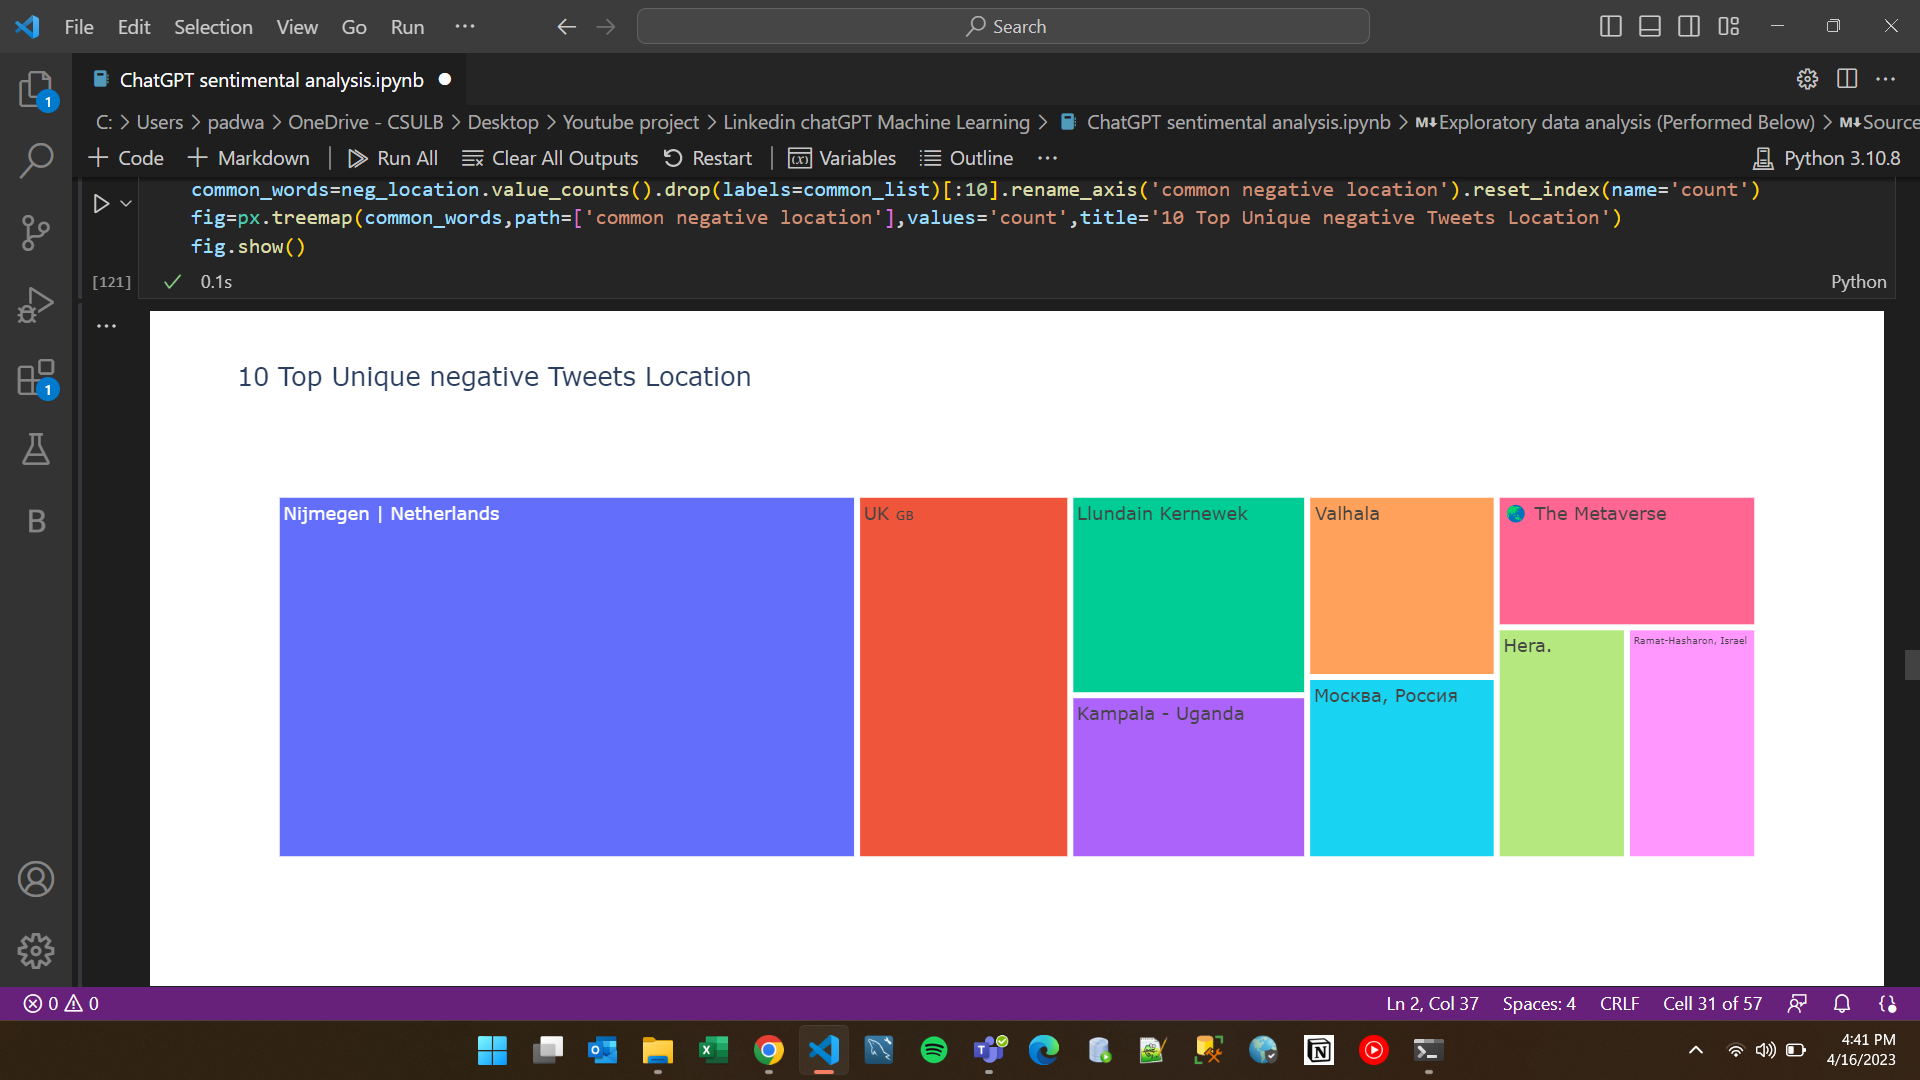 File Edit Selection View Go Run ··· Search
ChatGPT sentimental analysis.ipynb
C: > Users > padwa > OneDrive - CSULB > Desktop > Youtube project > Linkedin chatGPT Machine Learning > ChatGPT sentimental analysis.ipynb > M↓Exploratory data analysis (Performed Below) > M↓Source
+ Code + Markdown Run All Clear All Outputs Restart Variables Outline ··· Python 3.10.8
common_words=neg_location.value_counts().drop(labels=common_list)[:10].rename_axis('common negative location').reset_index(name='count')
fig=px.treemap(common_words,path=['common negative location'],values='count',title='10 Top Unique negative Tweets Location')
fig.show()
[121] ✓ 0.1s Python
10 Top Unique negative Tweets Location
Nijmegen | Netherlands
UK GB
Llundain Kernewek
Kampala - Uganda
Valhala
Москва, Россия
🌏 The Metaverse
Hera.
Ramat-Hasharon, Israel
1
1
B
0 0 Ln 2, Col 37 Spaces: 4 CRLF Cell 31 of 57
4:41 PM
4/16/2023